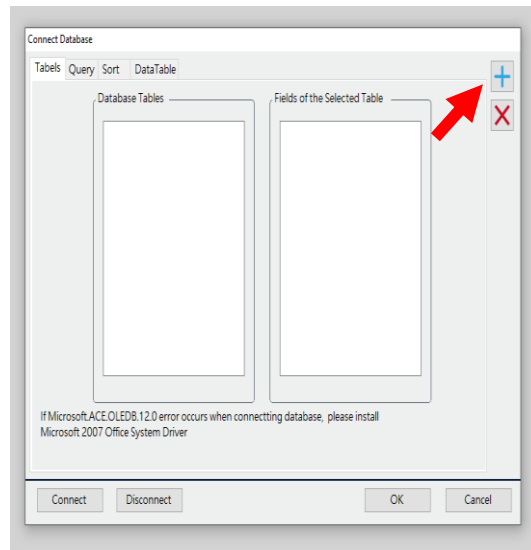 Connect Database
Tabels Query Sort DataTable
Database Tables
Fields of the Selected Table
If Microsoft.ACE.OLEDB.12.0 error occurs when connectting database, please install
Microsoft 2007 Office System Driver
Connect Disconnect OK Cancel